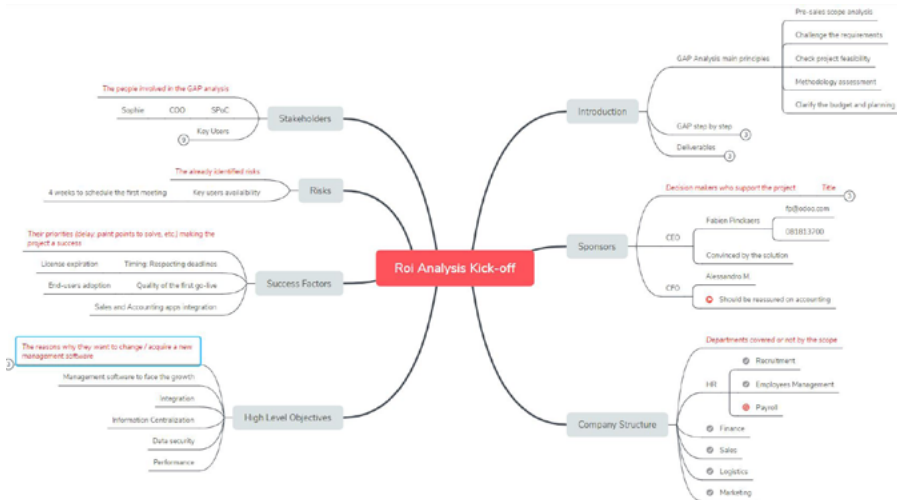 Roi Analysis Kick-off
Stakeholders
The people involved in the GAP analysis
Sophie COO SPoC
Key Users
9
Risks
The already identified risks
4 weeks to schedule the first meeting Key users availability
Success Factors
Their priorities (delay, paint points to solve, etc.) making the
project a success
License expiration Timing: Respecting deadlines
End-users adoption Quality of the first go-live
Sales and Accounting apps integration
High Level Objectives
The reasons why they want to change / acquire a new
management software
Management software to face the growth
Integration
Information Centralization
Data security
Performance
Introduction
GAP Analysis main principles
Pre-sales scope analysis
Challenge the requirements
Check project feasibility
Methodology assessment
Clarify the budget and planning
GAP step by step
Deliverables
Sponsors
Decision makers who support the project Title
CEO
Fabien Pinckaers
fp@odoo.com
081813700
Convinced by the solution
CFO
Alessandro M.
Should be reassured on accounting
Company Structure
Departments covered or not by the scope
HR
Recruitment
Employees Management
Payroll
Finance
Sales
Logistics
Marketing